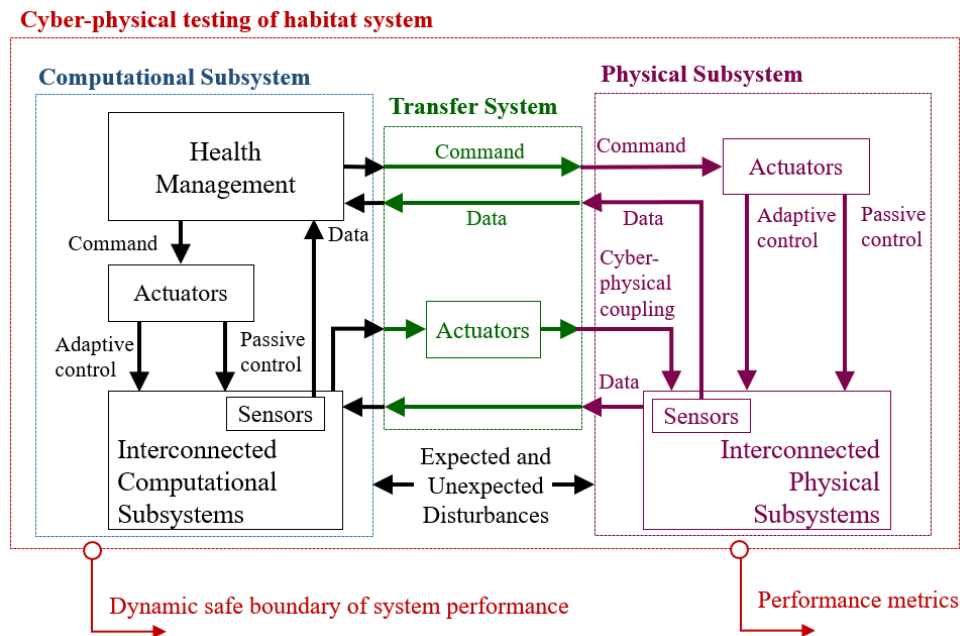 Cyber-physical testing of habitat system
Computational Subsystem
Physical Subsystem
Transfer System
Health
Management
Command
Command
Actuators
Data
Data
Data
Command
Adaptive
control
Passive
control
Cyber-
physical
coupling
Actuators
Actuators
Adaptive
control
Passive
control
Data
Sensors
Sensors
Interconnected
Computational
Subsystems
Expected and
Unexpected
Disturbances
Interconnected
Physical
Subsystems
Dynamic safe boundary of system performance
Performance metrics